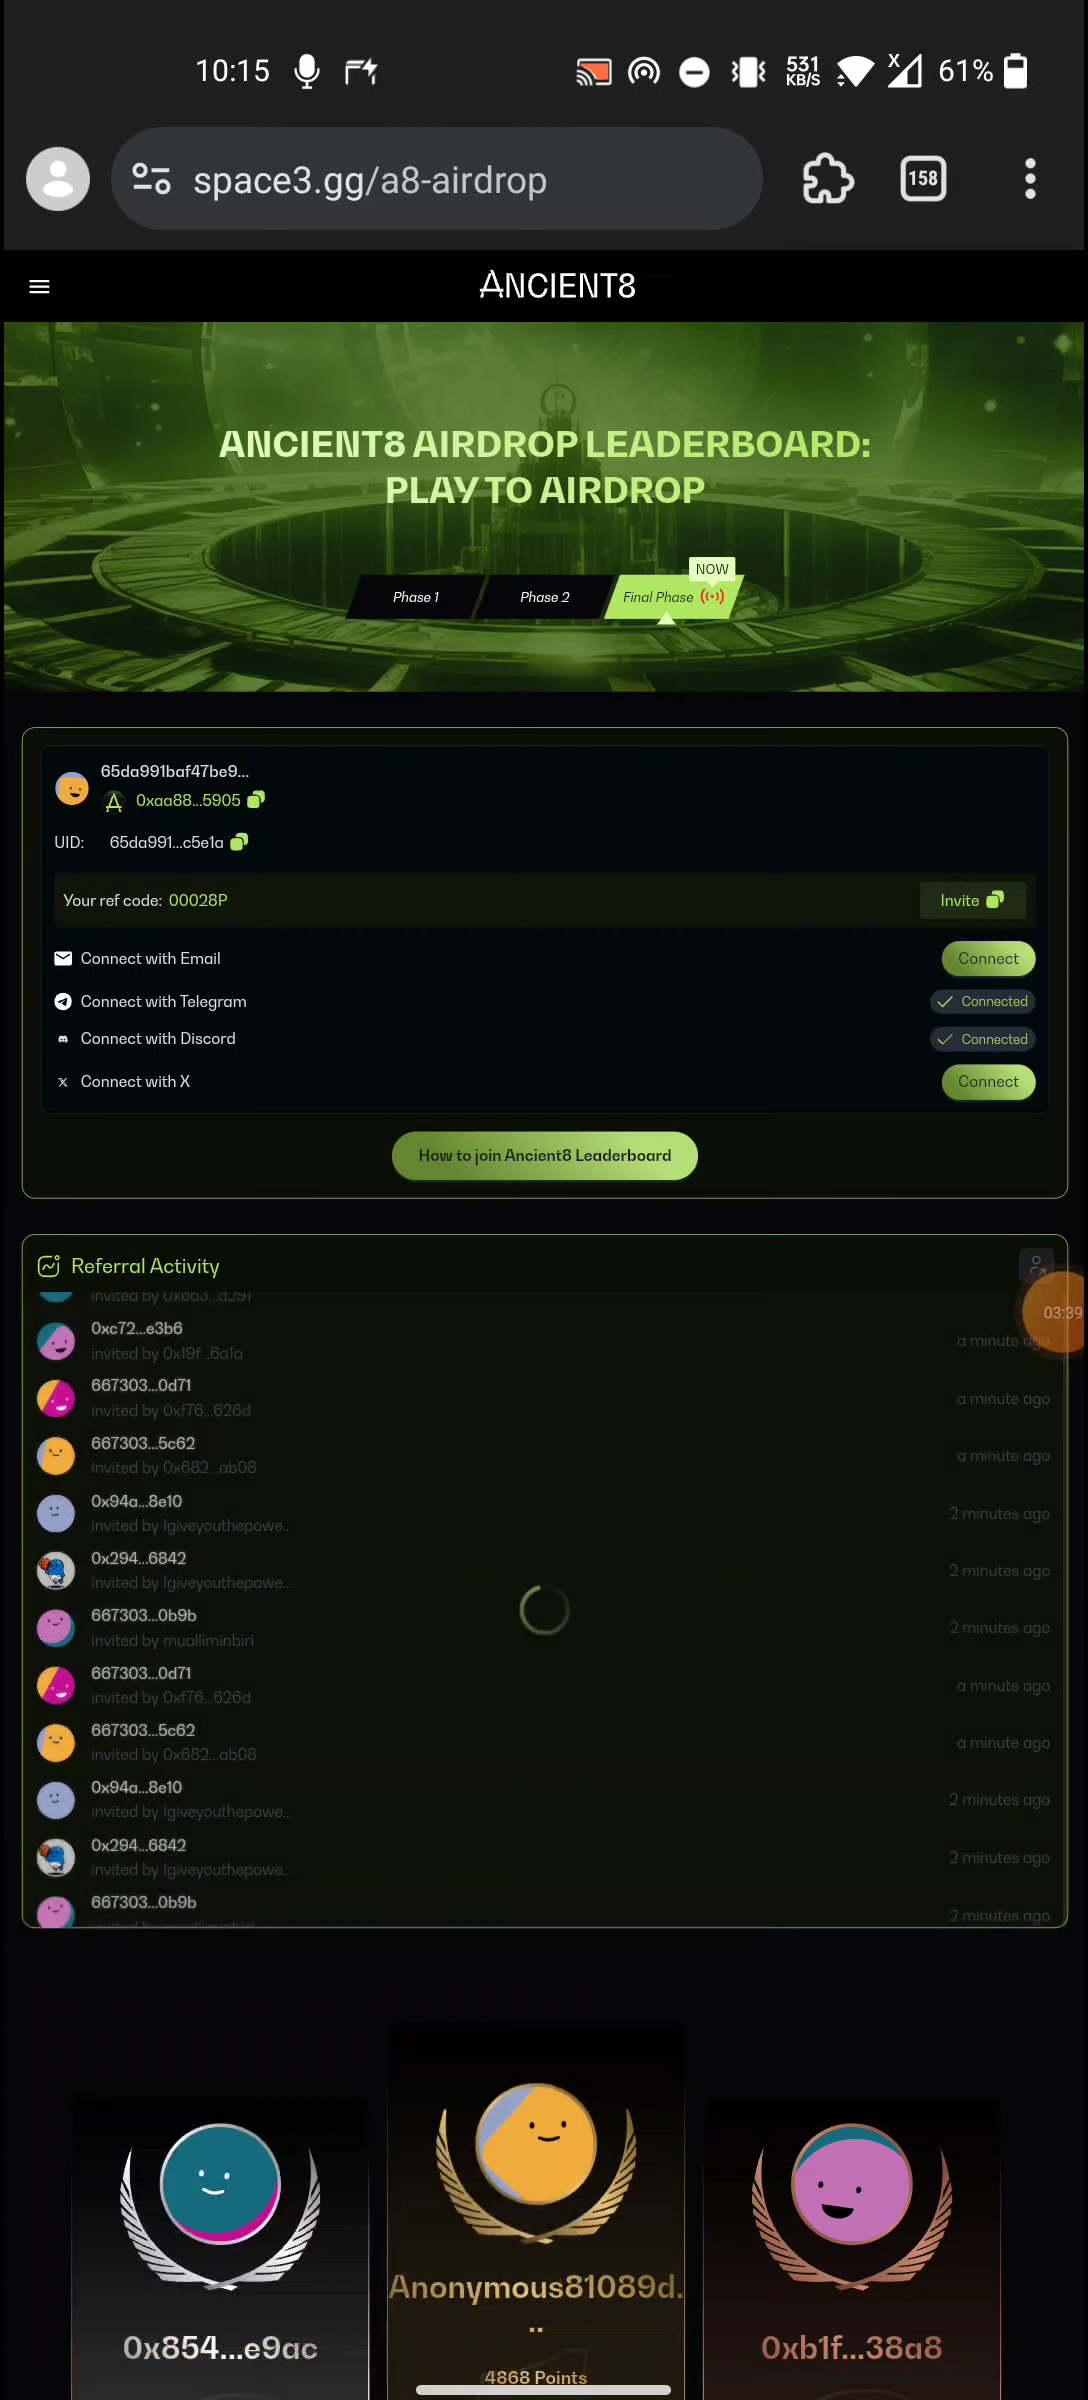 10:15
531
KB/S
X
61%
space3.gg/a8-airdrop
158
ANCIENT8
ANCIENT8 AIRDROP LEADERBOARD:
PLAY TO AIRDROP
NOW
Phase 1
Phase 2
Final Phase
65da991baf47be9...
0xaa88...5905
UID: 65da991...c5e1a
Your ref code: 00028P
Invite
Connect with Email
Connect
Connect with Telegram
Connected
Connect with Discord
Connected
Connect with X
Connect
How to join Ancient8 Leaderboard
Referral Activity
03:39
invited by 0xb53...a291
0xc72...e3b6
invited by 0x19f...6a1a
a minute ago
667303...0d71
invited by 0xf76...626d
a minute ago
667303...5c62
invited by 0x682...ab08
a minute ago
0x94a...8e10
invited by Igiveyouthepowe...
2 minutes ago
0x294...6842
invited by Igiveyouthepowe...
2 minutes ago
667303...0b9b
invited by mualliminbiri
2 minutes ago
667303...0d71
invited by 0xf76...626d
a minute ago
667303...5c62
invited by 0x682...ab08
a minute ago
0x94a...8e10
invited by Igiveyouthepowe...
2 minutes ago
0x294...6842
invited by Igiveyouthepowe...
2 minutes ago
667303...0b9b
2 minutes ago
Anonymous81089d.
..
0x854...e9ac
0xb1f...38a8
4868 Points